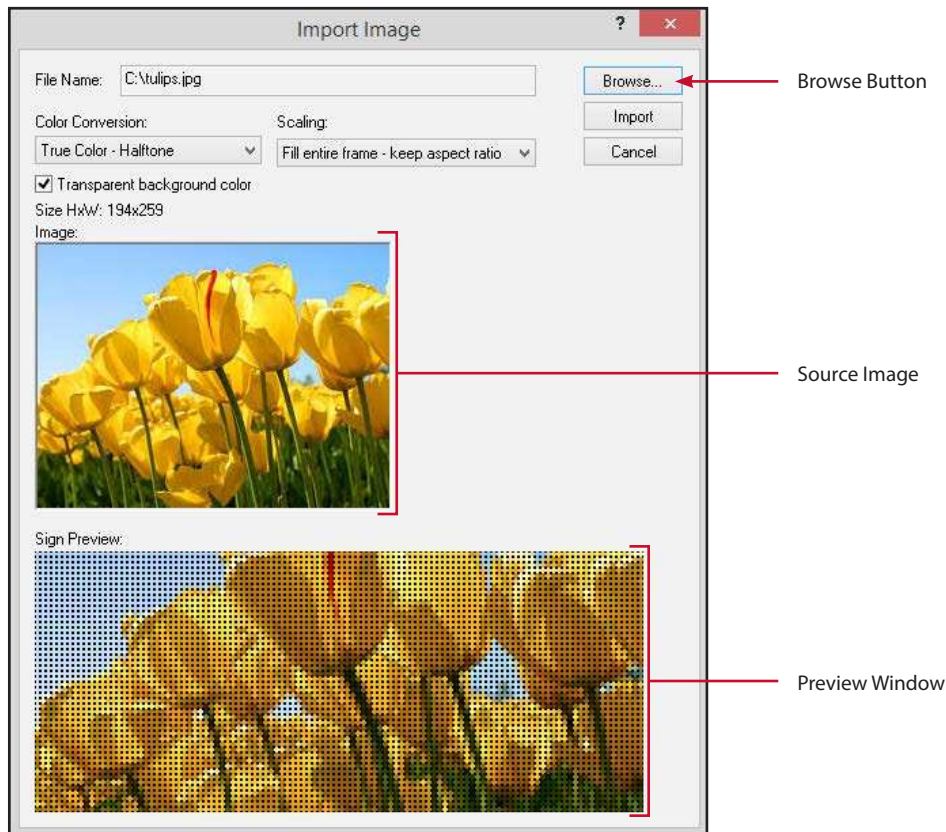 Import Image
?
×
File Name: C:\tulips.jpg
Browse...
Browse Button
Import
Color Conversion: Scaling:
True Color - Halftone
Fill entire frame - keep aspect ratio
Cancel
Transparent background color
Size HxW: 194x259
Image:
Source Image
Sign Preview:
Preview Window